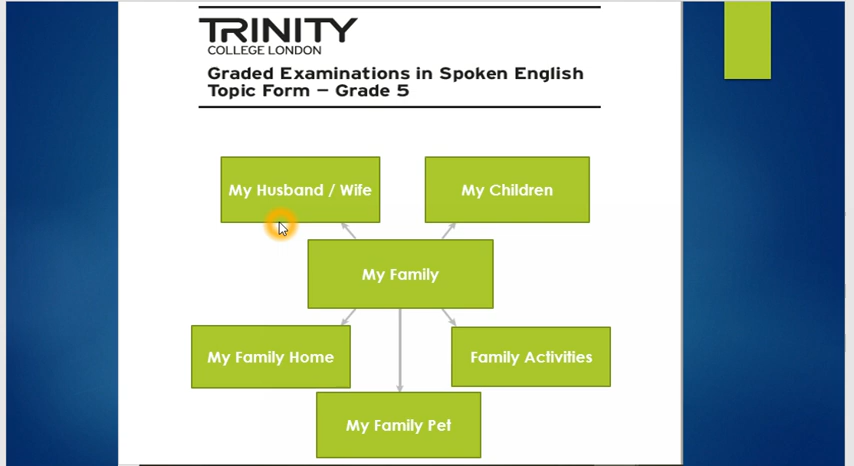 TRINITY
COLLEGE LONDON
Graded Examinations in Spoken English
Topic Form – Grade 5
My Husband / Wife
My Children
My Family
My Family Home
Family Activities
My Family Pet